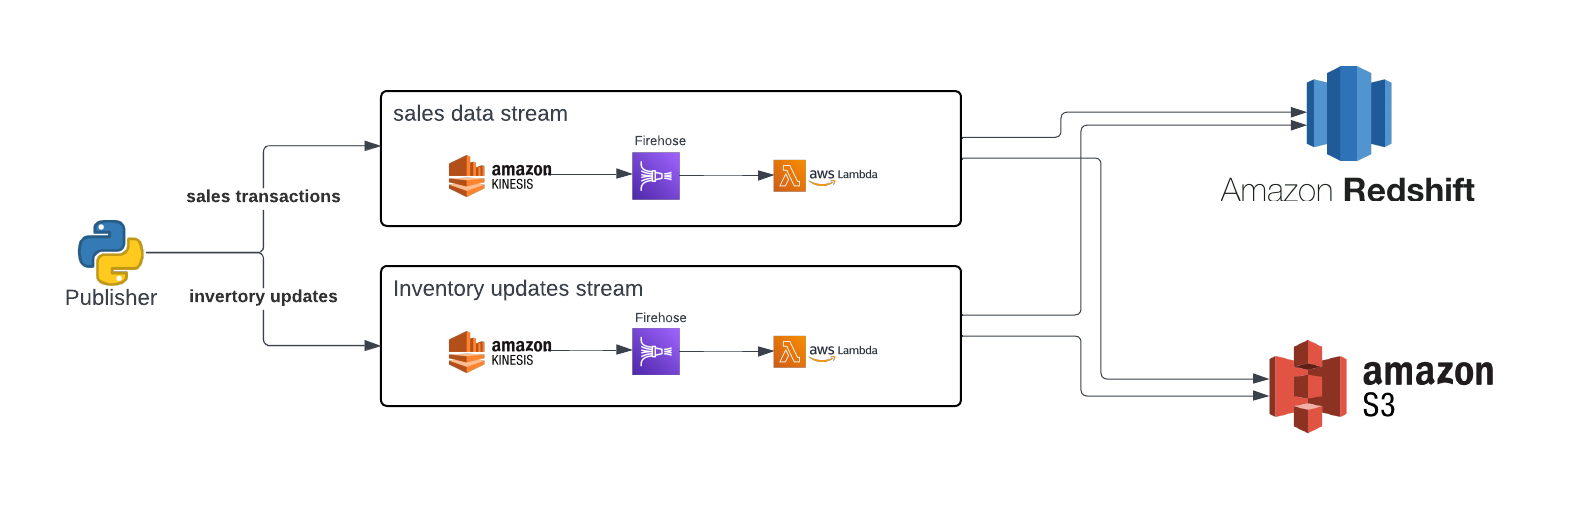 sales data stream
Firehose
amazon
KINESIS
aws Lambda
sales transactions
Publisher
invertory updates
Inventory updates stream
Firehose
amazon
KINESIS
aws Lambda
Amazon Redshift
amazon
S3